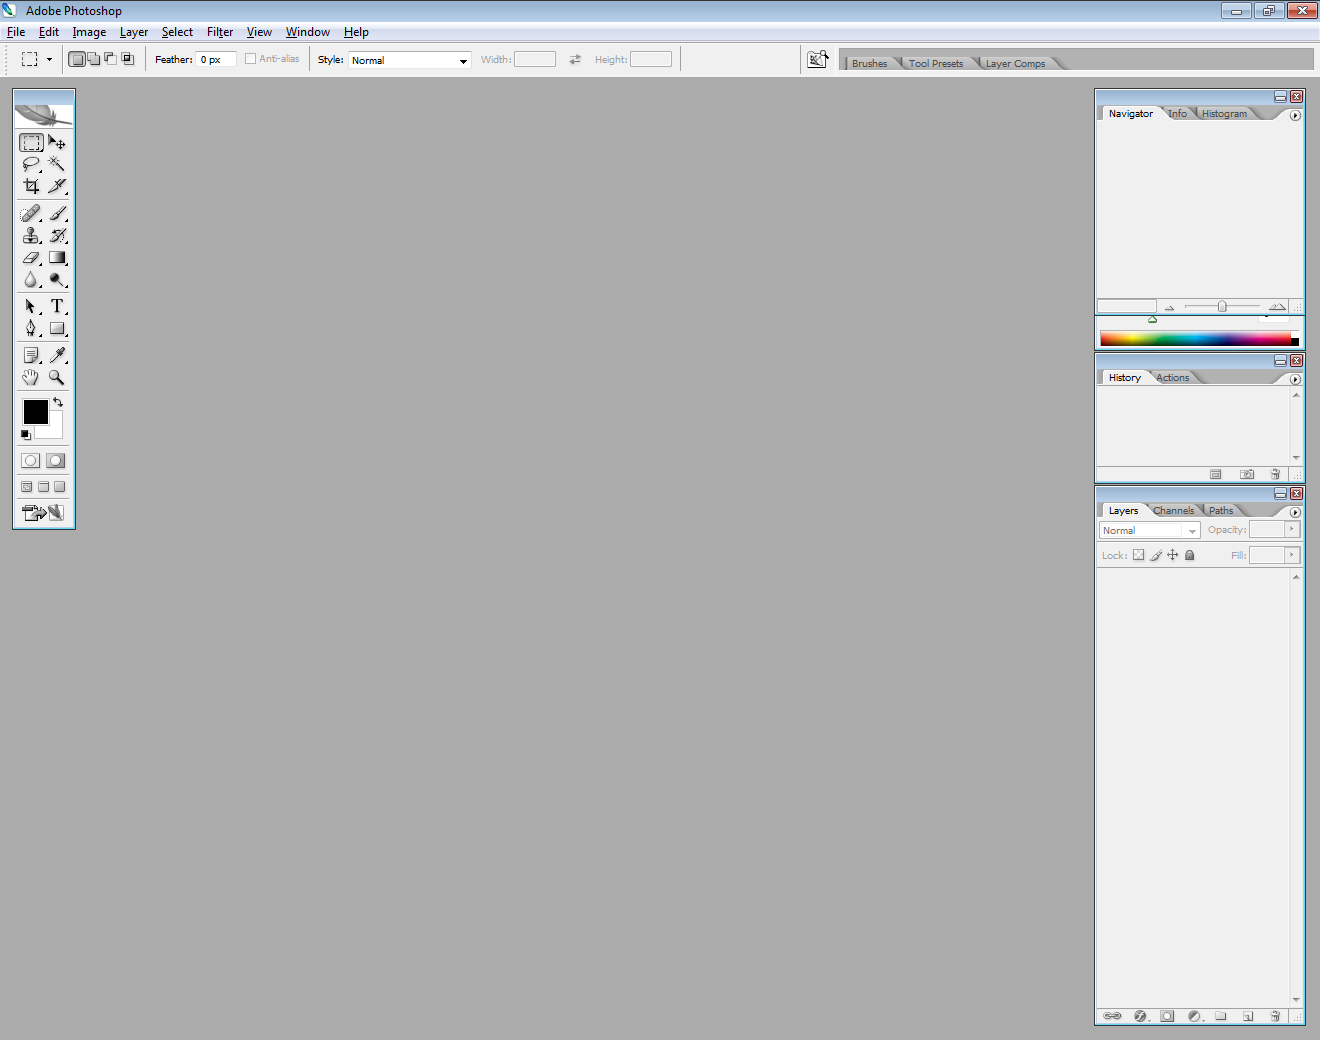 Adobe Photoshop
File Edit Image Layer Select Filter View Window Help
Feather: 0 px Anti-alias Style: Normal Width: Height: Brushes Tool Presets Layer Comps
Navigator Info Histogram
T
History Actions
Layers Channels Paths
Normal Opacity:
Lock: Fill: